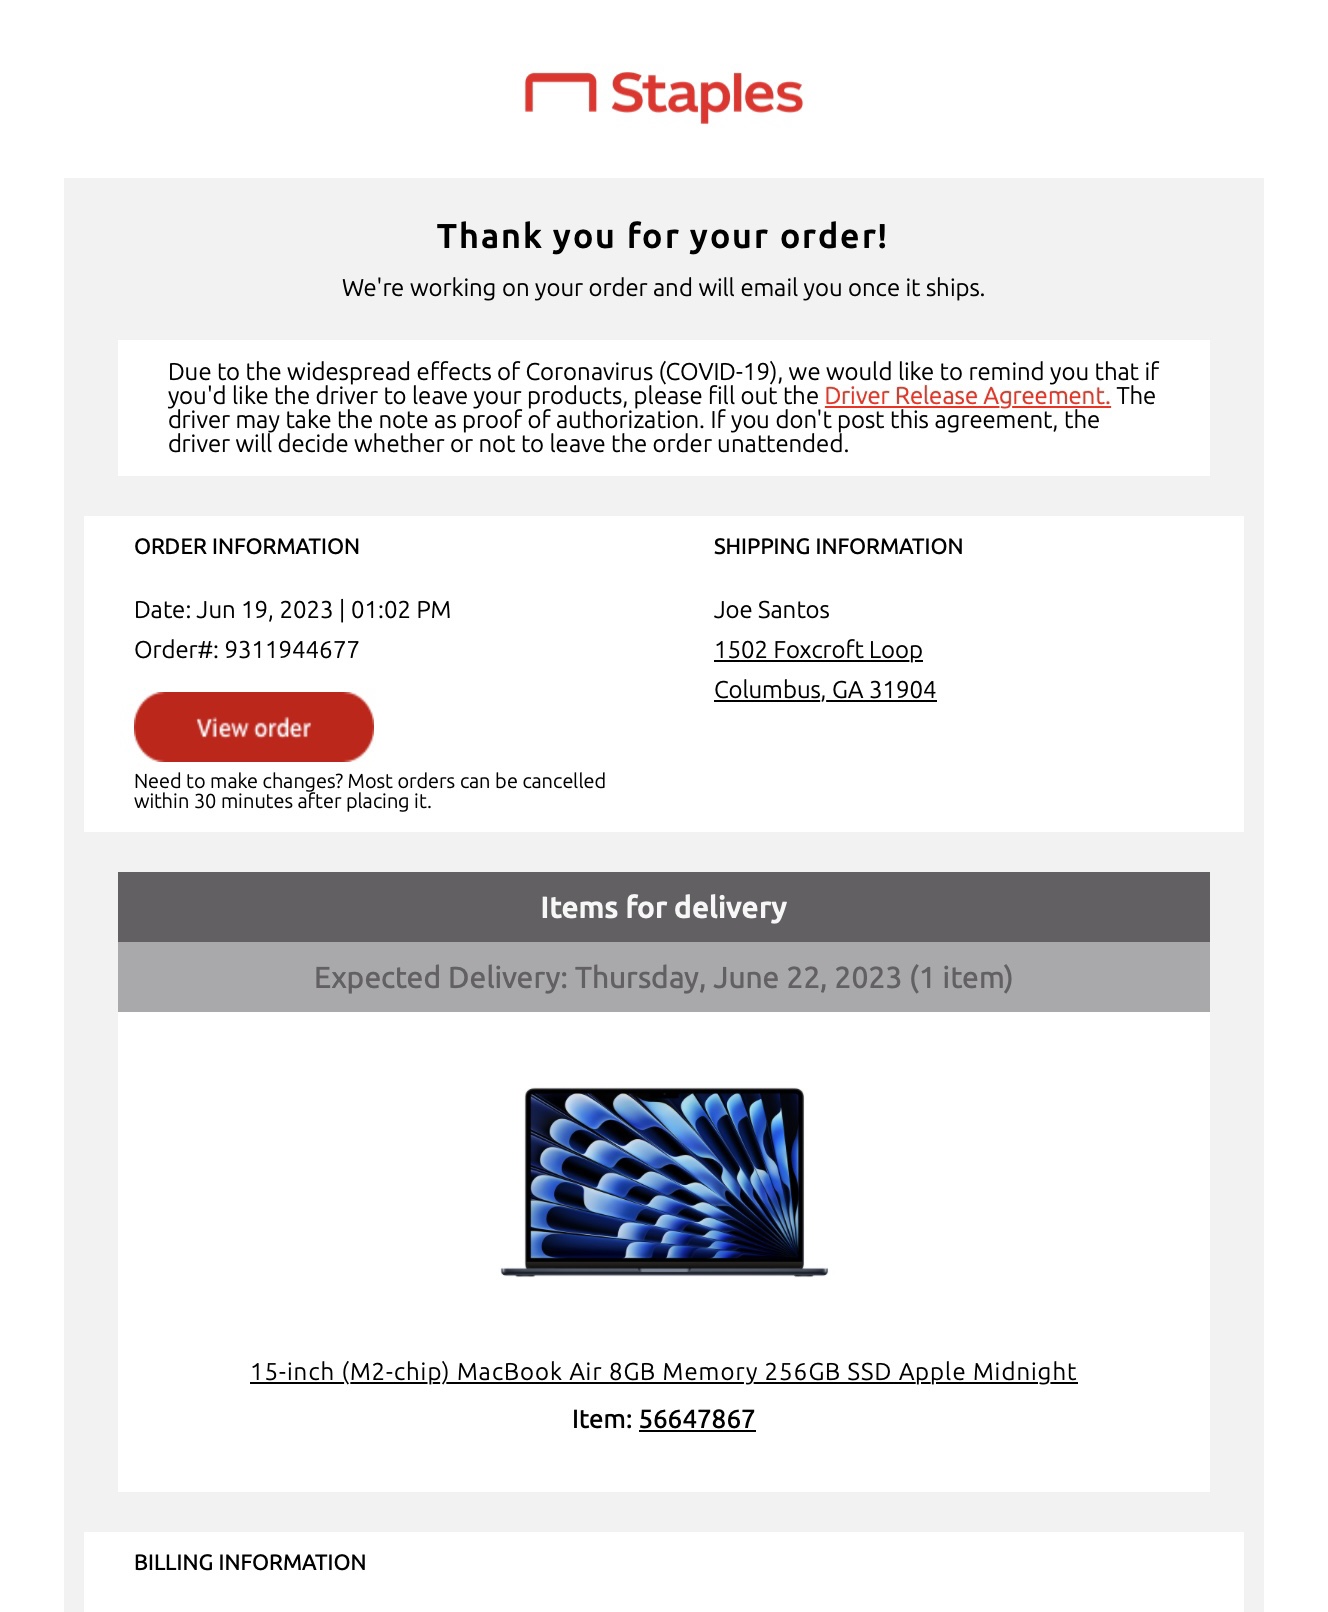 Staples
Thank you for your order!
We're working on your order and will email you once it ships.
Due to the widespread effects of Coronavirus (COVID-19), we would like to remind you that if
you'd like the driver to leave your products, please fill out the Driver Release Agreement. The
driver may take the note as proof of authorization. If you don't post this agreement, the
driver will decide whether or not to leave the order unattended.
ORDER INFORMATION
Date: Jun 19, 2023 | 01:02 PM
Order#: 9311944677
View order
Need to make changes? Most orders can be cancelled
within 30 minutes after placing it.
SHIPPING INFORMATION
Joe Santos
1502 Foxcroft Loop
Columbus, GA 31904
Items for delivery
Expected Delivery: Thursday, June 22, 2023 (1 item)
15-inch (M2-chip) MacBook Air 8GB Memory 256GB SSD Apple Midnight
Item: 56647867
BILLING INFORMATION